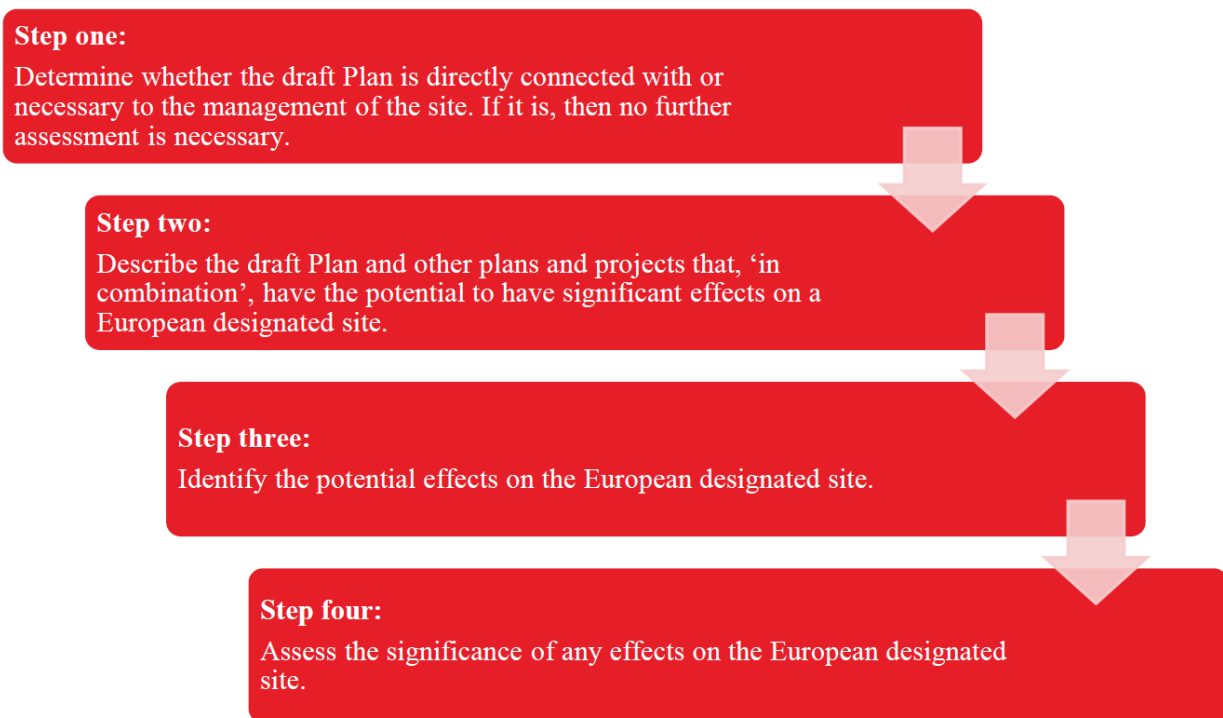 Step one:
Determine whether the draft Plan is directly connected with or
necessary to the management of the site. If it is, then no further
assessment is necessary.
Step two:
Describe the draft Plan and other plans and projects that, ‘in
combination’, have the potential to have significant effects on a
European designated site.
Step three:
Identify the potential effects on the European designated site.
Step four:
Assess the significance of any effects on the European designated
site.